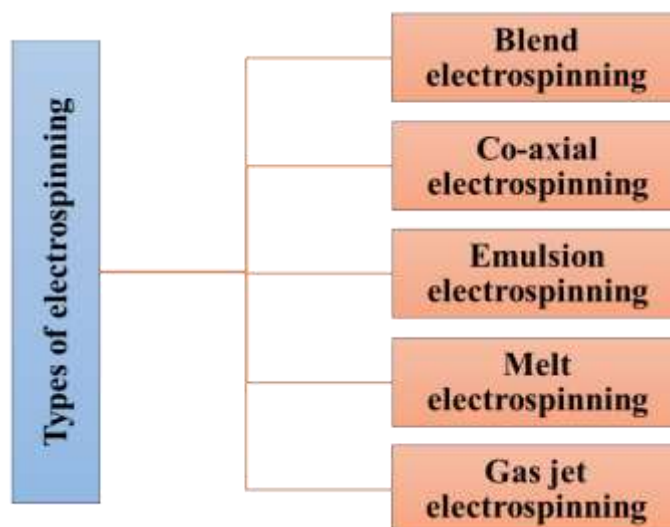 Types of electrospinning
Blend
electrospinning
Co-axial
electrospinning
Emulsion
electrospinning
Melt
electrospinning
Gas jet
electrospinning